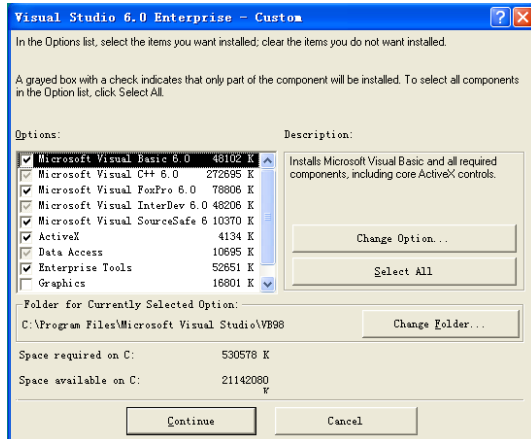 Visual Studio 6.0 Enterprise - Custom
In the Options list, select the items you want installed; clear the items you do not want installed.
A grayed box with a check indicates that only part of the component will be installed. To select all components
in the Option list, click Select All.
Options:
Description:
Microsoft Visual Basic 6.0 48102 K
Microsoft Visual C++ 6.0 272695 K
Microsoft Visual FoxPro 6.0 78806 K
Microsoft Visual InterDev 6.0 48206 K
Microsoft Visual SourceSafe 6 10370 K
ActiveX 4134 K
Data Access 10695 K
Enterprise Tools 52651 K
Graphics 16801 K
Installs Microsoft Visual Basic and all required
components, including core ActiveX controls.
Change Option...
Select All
Folder for Currently Selected Option:
C:\Program Files\Microsoft Visual Studio\VB98
Change Folder...
Space required on C: 530578 K
Space available on C: 21142080
Continue
Cancel